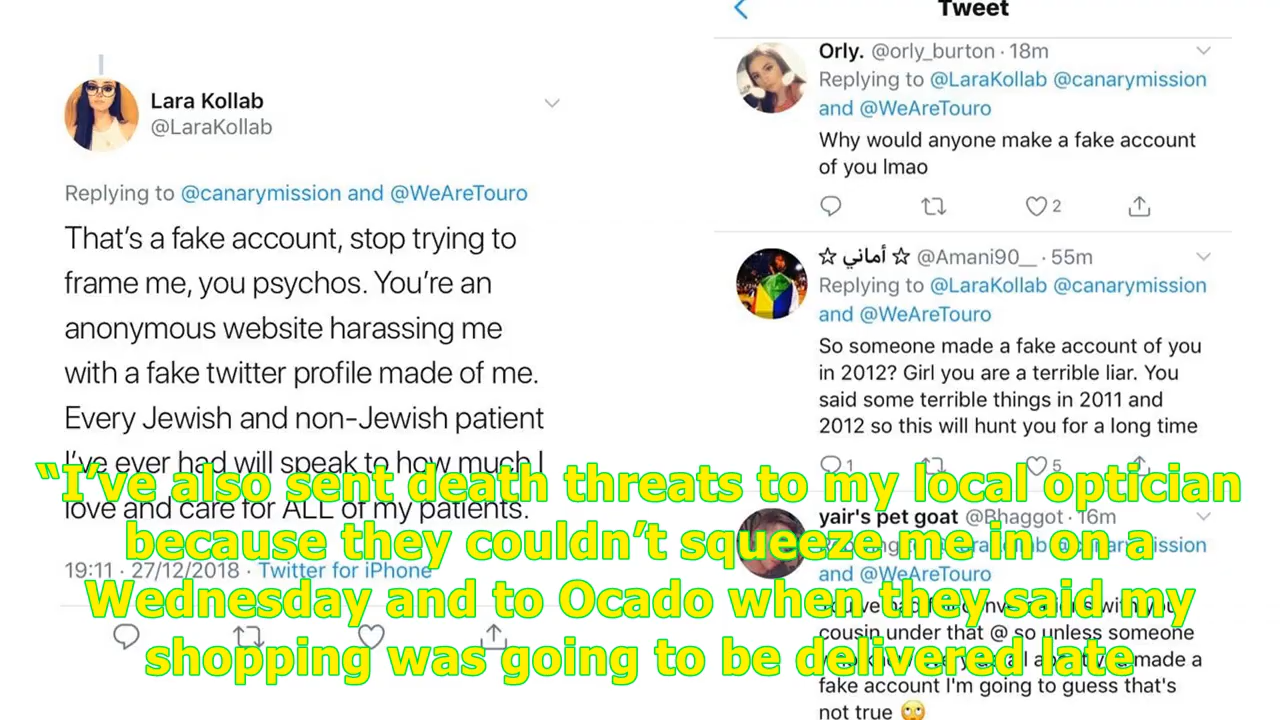 Lara Kollab
@LaraKollab
Replying to @canarymission and @WeAreTouro
That's a fake account, stop trying to
frame me, you psychos. You're an
anonymous website harassing me
with a fake twitter profile made of me.
Every Jewish and non-Jewish patient
I've ever had will speak to how much I
love and care for ALL of my patients.
19:11 · 27/12/2018 · Twitter for iPhone
Tweet
Orly. @orly_burton · 18m
Replying to @LaraKollab @canarymission
and @WeAreTouro
Why would anyone make a fake account
of you lmao
2
☆ أماني ☆ @Amani90__ · 55m
Replying to @LaraKollab @canarymission
and @WeAreTouro
So someone made a fake account of you
in 2012? Girl you are a terrible liar. You
said some terrible things in 2011 and
2012 so this will hunt you for a long time
1 5
yair's pet goat @Bhaggot · 16m
and @WeAreTouro
cousin under that @ so unless someone
made a
fake account I'm going to guess that's
not true 🙄
“I’ve also sent death threats to my local optician
because they couldn’t squeeze me in on a
Wednesday and to Ocado when they said my
shopping was going to be delivered late